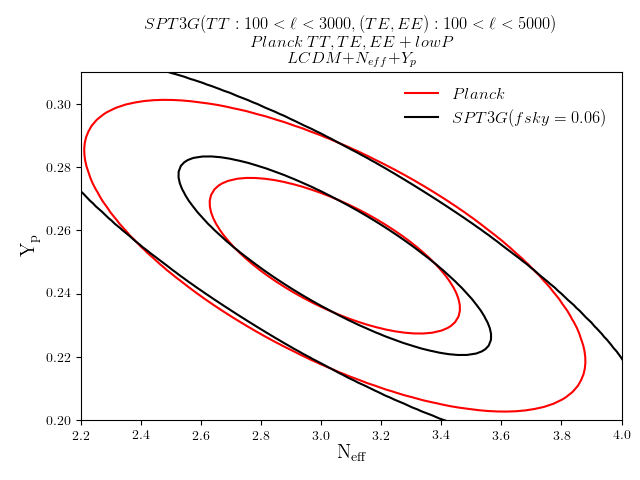 SPT3G(TT : 100 < ℓ < 3000, (TE, EE) : 100 < ℓ < 5000)
Planck TT, TE, EE + lowP
LCDM+N_eff+Y_p
Planck
SPT3G(fsky = 0.06)
0.30
0.28
0.26
0.24
0.22
0.20
Y_p
2.2 2.4 2.6 2.8 3.0 3.2 3.4 3.6 3.8 4.0
N_eff